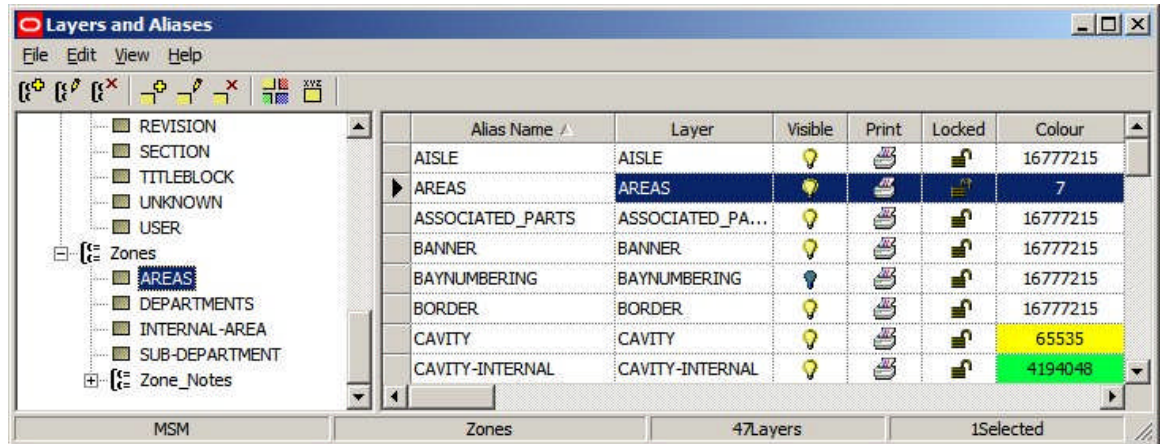 Layers and Aliases
File Edit View Help
XYZ
REVISION
SECTION
TITLEBLOCK
UNKNOWN
USER
Zones
AREAS
DEPARTMENTS
INTERNAL-AREA
SUB-DEPARTMENT
Zone_Notes
Alias Name Layer Visible Print Locked Colour
AISLE AISLE 16777215
AREAS AREAS 7
ASSOCIATED_PARTS ASSOCIATED_PA... 16777215
BANNER BANNER 16777215
BAYNUMBERING BAYNUMBERING 16777215
BORDER BORDER 16777215
CAVITY CAVITY 65535
CAVITY-INTERNAL CAVITY-INTERNAL 4194048
MSM Zones 47Layers 1Selected